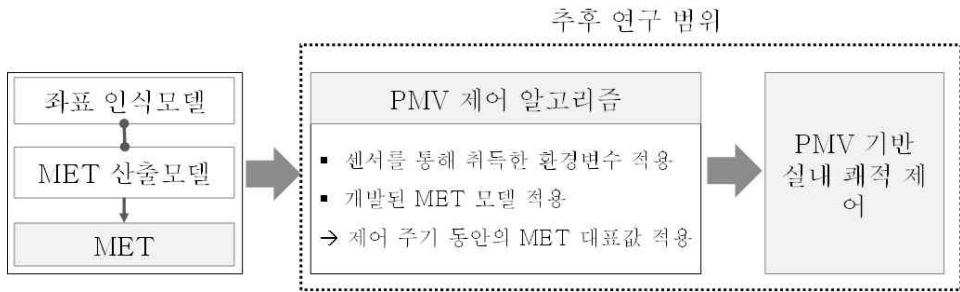 추후 연구 범위
좌표 인식모델
MET 산출모델
MET
PMV 제어 알고리즘
▪ 센서를 통해 취득한 환경변수 적용
▪ 개발된 MET 모델 적용
→ 제어 주기 동안의 MET 대표값 적용
PMV 기반
실내 쾌적 제
어